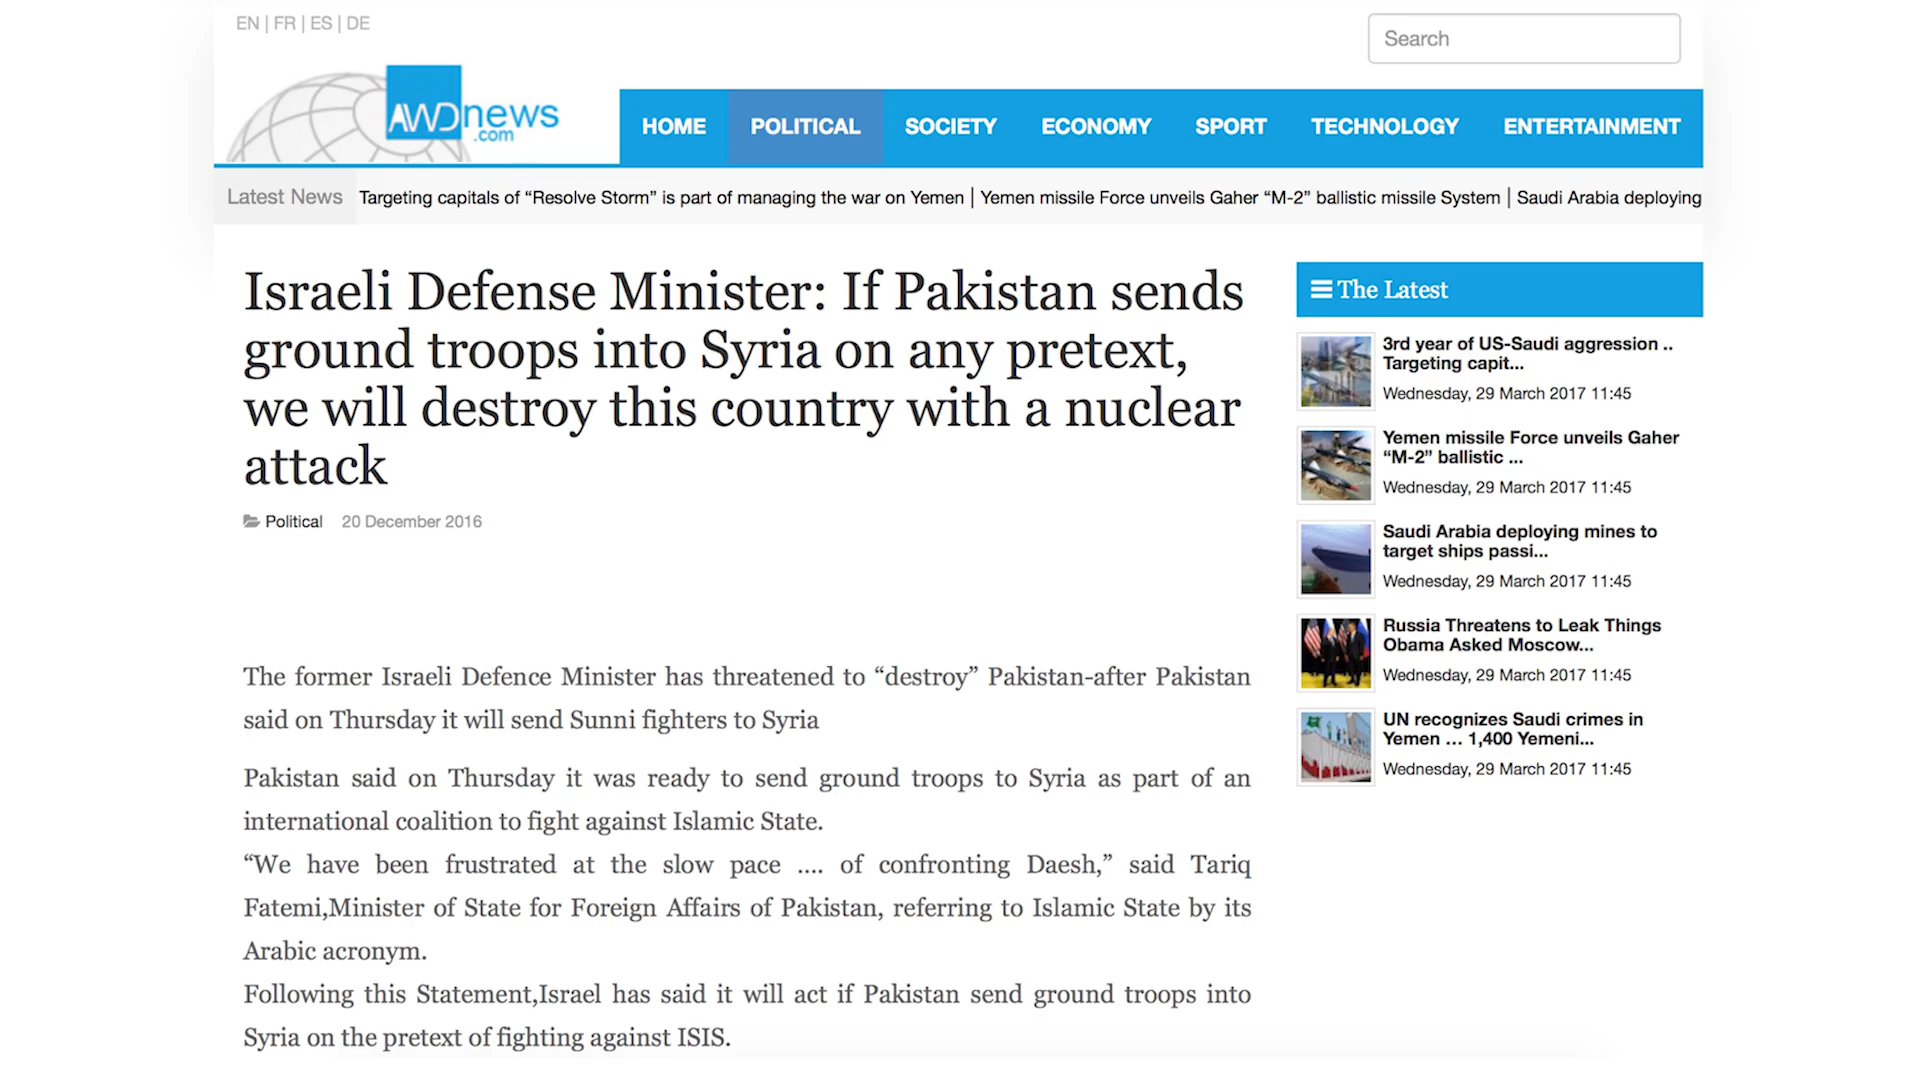 EN | FR | ES | DE
Search
AWDnews
.com
HOME POLITICAL SOCIETY ECONOMY SPORT TECHNOLOGY ENTERTAINMENT
Latest News Targeting capitals of “Resolve Storm” is part of managing the war on Yemen | Yemen missile Force unveils Gaher “M-2” ballistic missile System | Saudi Arabia deploying
Israeli Defense Minister: If Pakistan sends
ground troops into Syria on any pretext,
we will destroy this country with a nuclear
attack
Political 20 December 2016
The former Israeli Defence Minister has threatened to “destroy” Pakistan-after Pakistan
said on Thursday it will send Sunni fighters to Syria
Pakistan said on Thursday it was ready to send ground troops to Syria as part of an
international coalition to fight against Islamic State.
“We have been frustrated at the slow pace .... of confronting Daesh,” said Tariq
Fatemi,Minister of State for Foreign Affairs of Pakistan, referring to Islamic State by its
Arabic acronym.
Following this Statement,Israel has said it will act if Pakistan send ground troops into
Syria on the pretext of fighting against ISIS.
The Latest
3rd year of US-Saudi aggression ..
Targeting capit...
Wednesday, 29 March 2017 11:45
Yemen missile Force unveils Gaher
“M-2” ballistic ...
Wednesday, 29 March 2017 11:45
Saudi Arabia deploying mines to
target ships passi...
Wednesday, 29 March 2017 11:45
Russia Threatens to Leak Things
Obama Asked Moscow...
Wednesday, 29 March 2017 11:45
UN recognizes Saudi crimes in
Yemen ... 1,400 Yemeni...
Wednesday, 29 March 2017 11:45